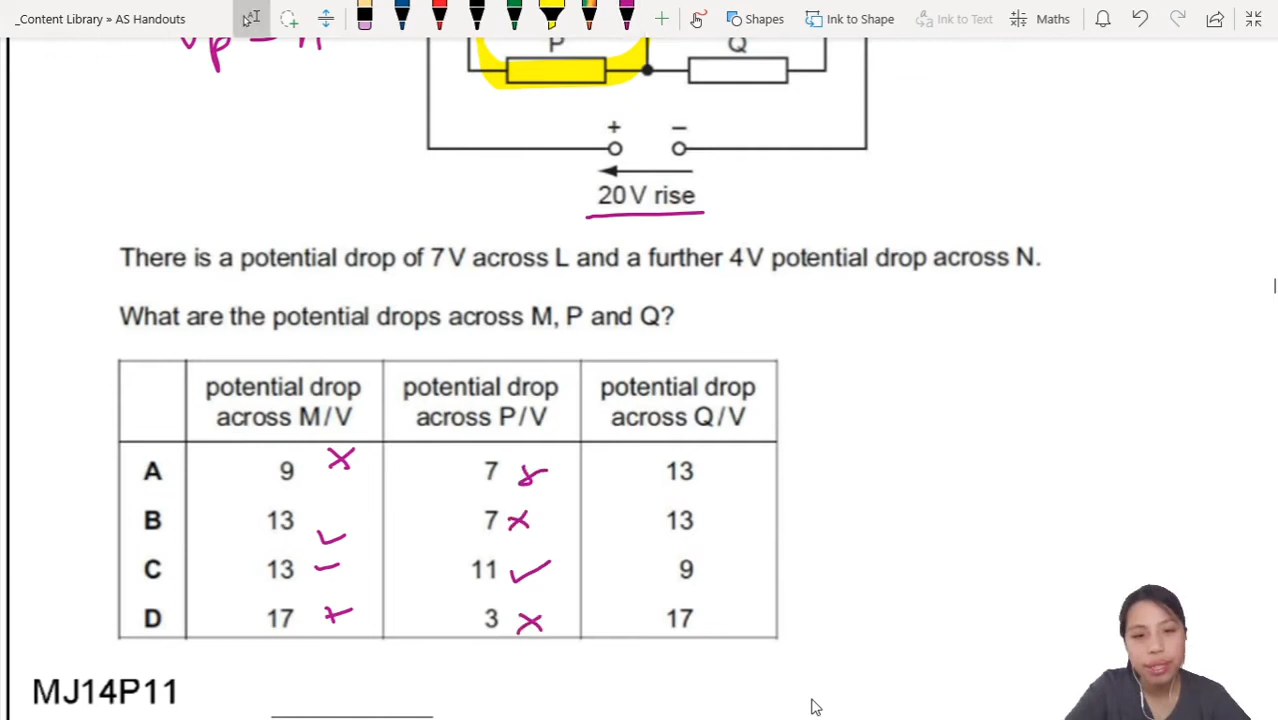 _Content Library » AS Handouts
Shapes
Ink to Shape
Ink to Text
Maths
P
Q
+
−
20 V rise
There is a potential drop of 7 V across L and a further 4 V potential drop across N.
What are the potential drops across M, P and Q?
potential drop across M / V
potential drop across P / V
potential drop across Q / V
A 9 7 13
B 13 7 13
C 13 11 9
D 17 3 17
MJ14P11